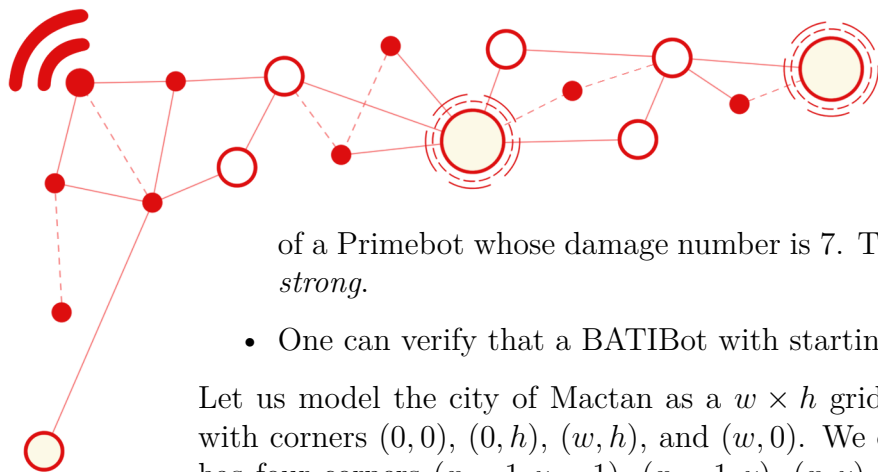 of a Primebot whose damage number is 7. T
strong.
• One can verify that a BATIBot with startin
Let us model the city of Mactan as a w × h grid
with corners (0, 0), (0, h), (w, h), and (w, 0). We